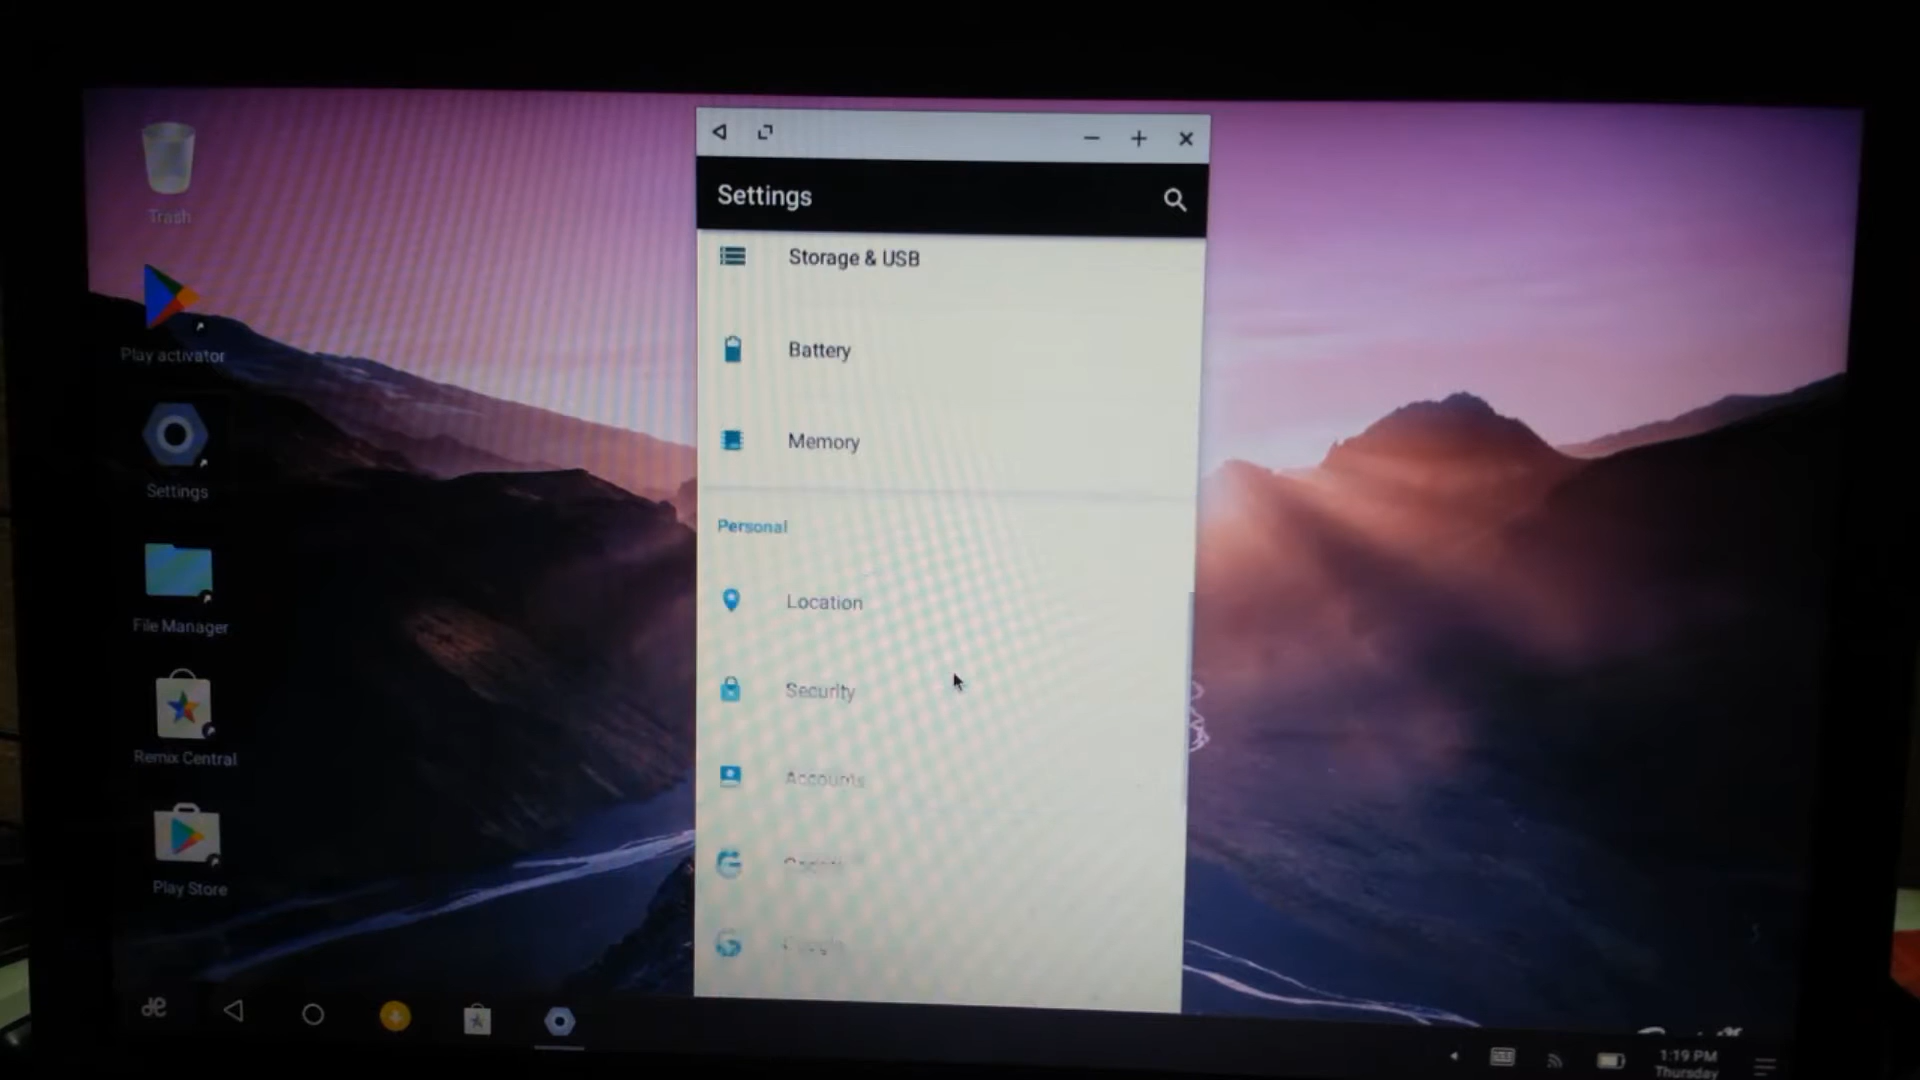 Trash
Play activator
Settings
File Manager
Remix Central
Play Store
Settings
Storage & USB
Battery
Memory
Personal
Location
Security
Accounts
Google
1:19 PM
Thursday